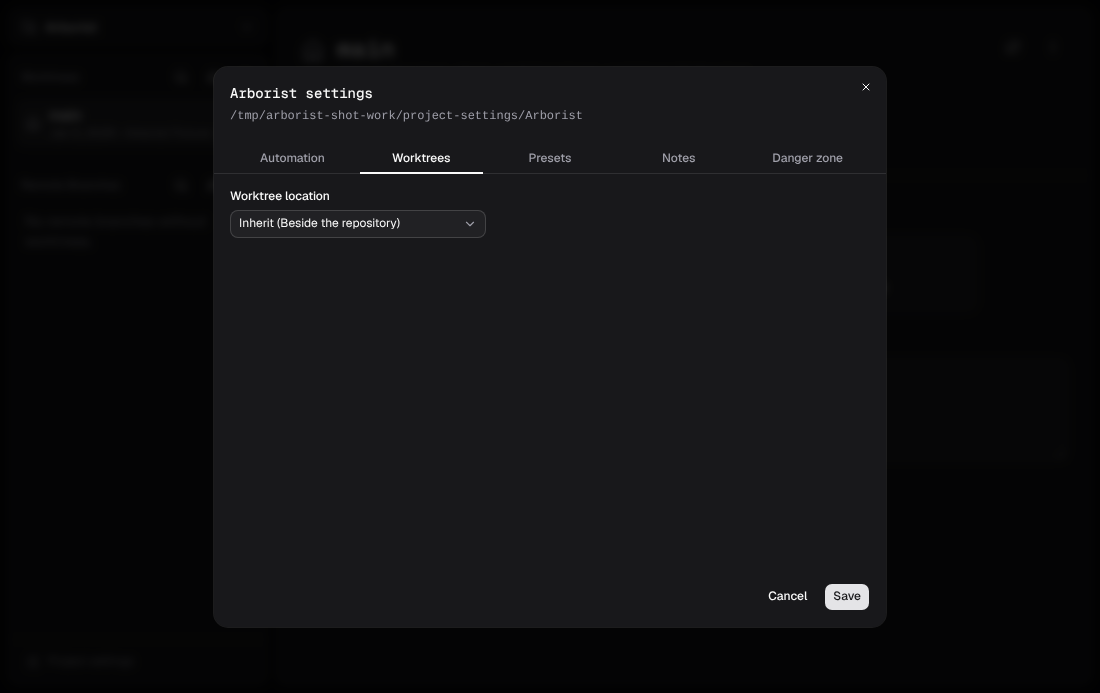 main
Arborist settings
/tmp/arborist-shot-work/project-settings/Arborist
Automation
Worktrees
Presets
Notes
Danger zone
Worktree location
Inherit (Beside the repository)
Cancel
Save